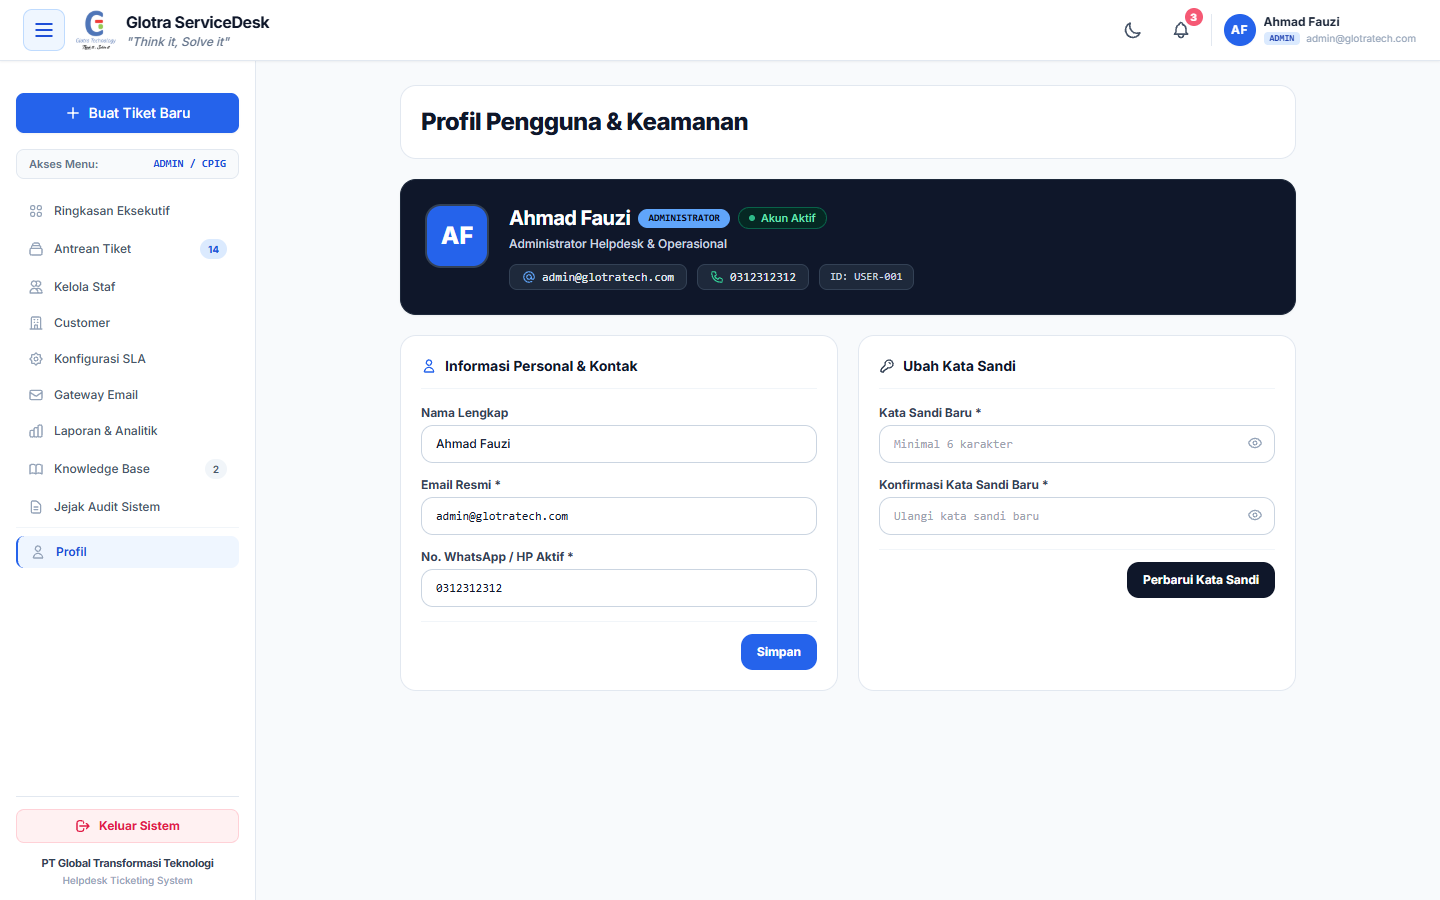 Glotra ServiceDesk
"Think it, Solve it"
3
AF
Ahmad Fauzi
ADMIN admin@glotratech.com
Buat Tiket Baru
Akses Menu: ADMIN / CPIG
Ringkasan Eksekutif
Antrean Tiket 14
Kelola Staf
Customer
Konfigurasi SLA
Gateway Email
Laporan & Analitik
Knowledge Base 2
Jejak Audit Sistem
Profil
Keluar Sistem
PT Global Transformasi Teknologi
Helpdesk Ticketing System
Profil Pengguna & Keamanan
AF
Ahmad Fauzi ADMINISTRATOR Akun Aktif
Administrator Helpdesk & Operasional
admin@glotratech.com 0312312312 ID: USER-001
Informasi Personal & Kontak
Nama Lengkap
Ahmad Fauzi
Email Resmi *
admin@glotratech.com
No. WhatsApp / HP Aktif *
0312312312
Simpan
Ubah Kata Sandi
Kata Sandi Baru *
Minimal 6 karakter
Konfirmasi Kata Sandi Baru *
Ulangi kata sandi baru
Perbarui Kata Sandi